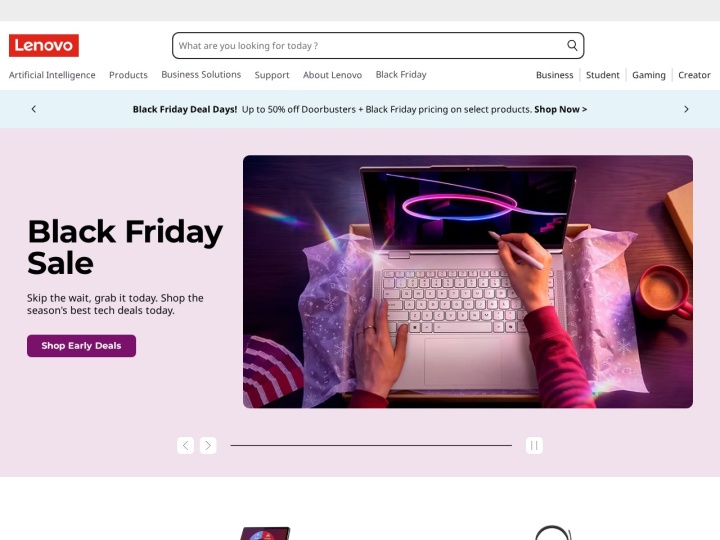 Lenovo
What are you looking for today ?
Artificial Intelligence Products Business Solutions Support About Lenovo Black Friday Business Student Gaming Creator
Black Friday Deal Days! Up to 50% off Doorbusters + Black Friday pricing on select products. Shop Now >
Black Friday
Sale
Skip the wait, grab it today. Shop the
season's best tech deals today.
Shop Early Deals